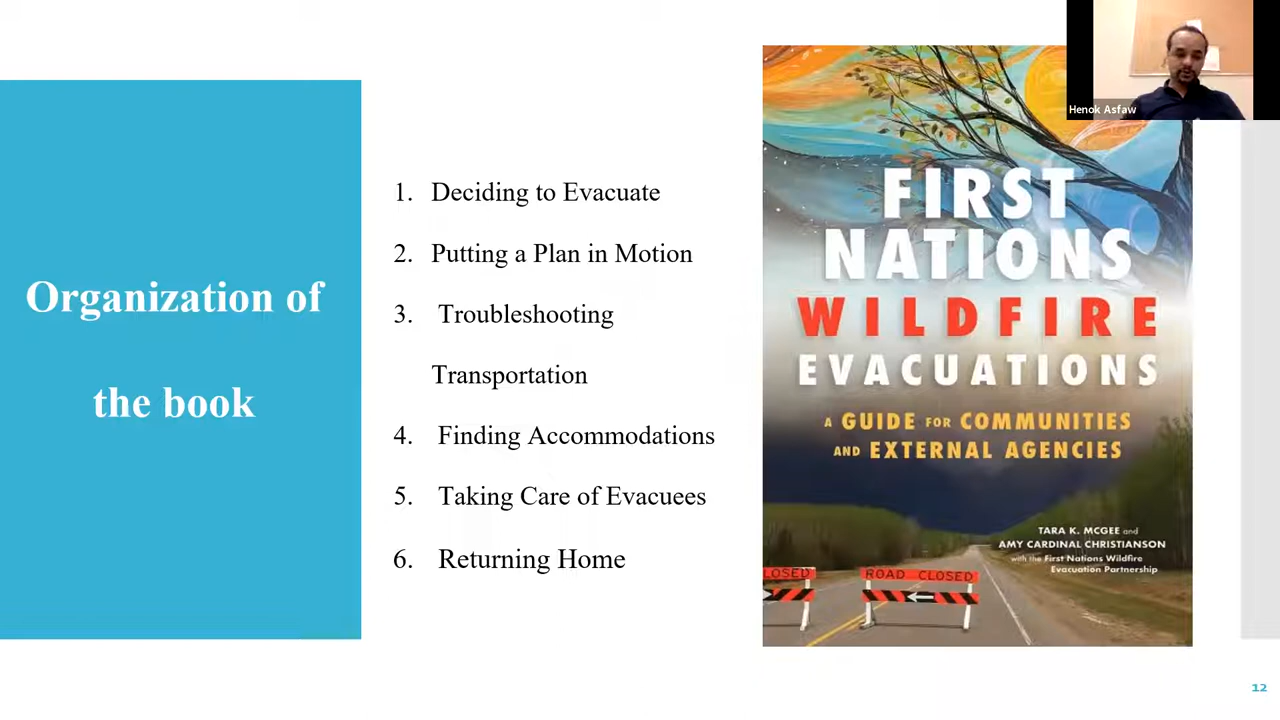 Organization of
the book
1. Deciding to Evacuate
2. Putting a Plan in Motion
3. Troubleshooting
Transportation
4. Finding Accommodations
5. Taking Care of Evacuees
6. Returning Home
FIRST
NATIONS
WILDFIRE
EVACUATIONS
A GUIDE FOR COMMUNITIES
AND EXTERNAL AGENCIES
TARA K. MCGEE and
AMY CARDINAL CHRISTIANSON
with the First Nations Wildfire
Evacuation Partnership
LOSED
ROAD CLOSED
Henok Asfaw
12